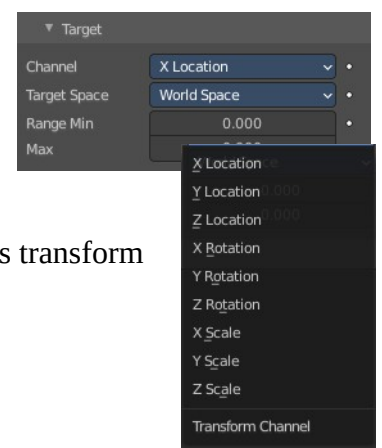 Target
Channel X Location
Target Space World Space
Range Min 0.000
Max
X Location
Y Location
Z Location
s transform
X Rotation
Y Rotation
Z Rotation
X Scale
Y Scale
Z Scale
Transform Channel